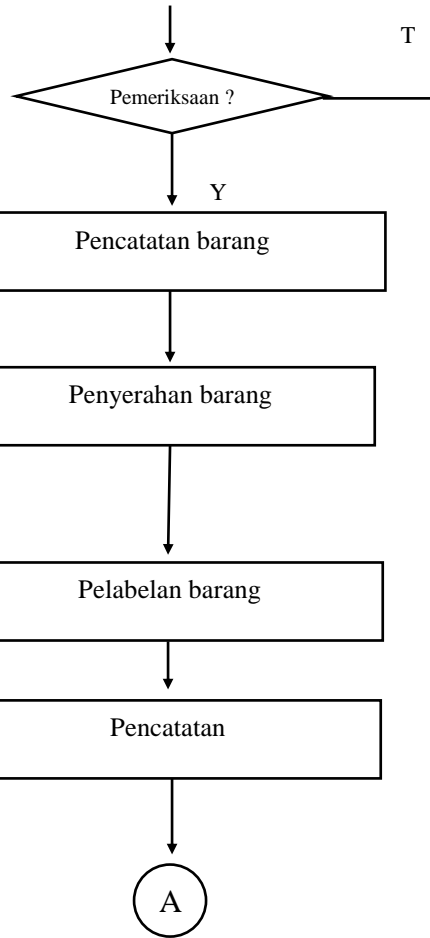 T
Pemeriksaan ?
Y
Pencatatan barang
Penyerahan barang
Pelabelan barang
Pencatatan
A